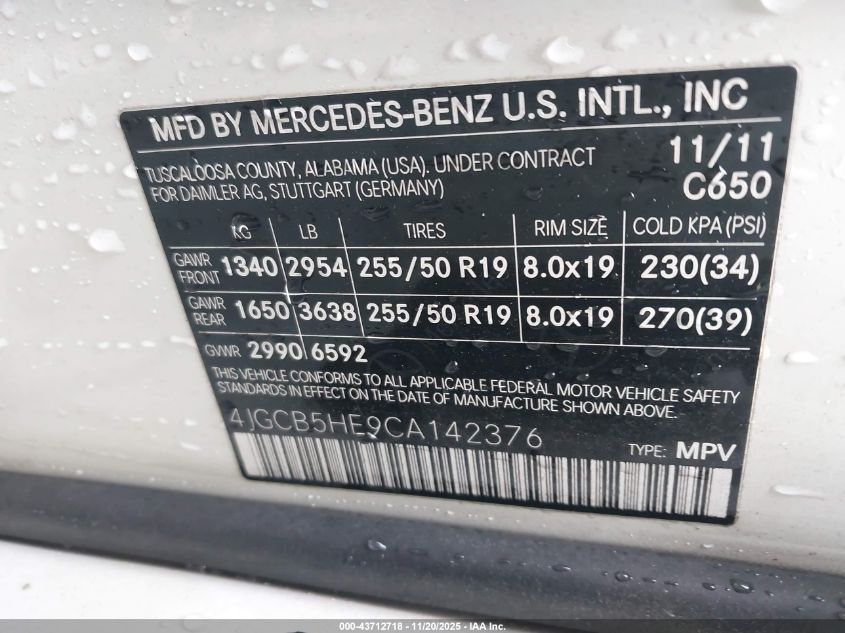 MFD BY MERCEDES-BENZ U.S. INTL., INC
TUSCALOOSA COUNTY, ALABAMA (USA). UNDER CONTRACT
FOR DAIMLER AG, STUTTGART (GERMANY)
11/11
C650
KG LB TIRES RIM SIZE COLD KPA (PSI)
GAWR FRONT 1340 2954 255/50 R19 8.0x19 230(34)
GAWR REAR 1650 3638 255/50 R19 8.0x19 270(39)
GVWR 2990 6592
THIS VEHICLE CONFORMS TO ALL APPLICABLE FEDERAL MOTOR VEHICLE SAFETY
STANDARDS IN EFFECT ON THE DATE OF MANUFACTURE SHOWN ABOVE.
4JGCB5HE9CA142376
TYPE: MPV
000-43712718 - 11/20/2025 - IAA Inc.